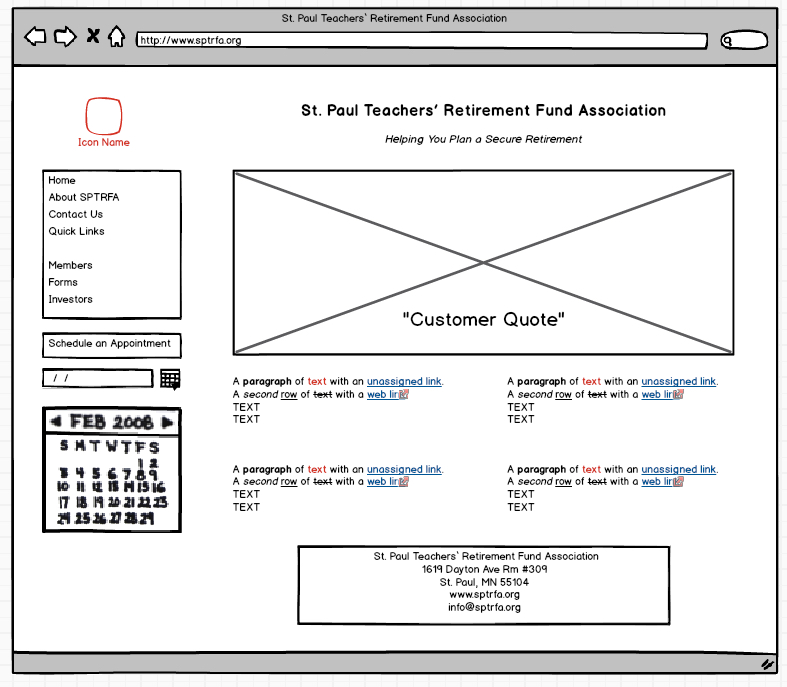 St. Paul Teachers` Retirement Fund Association
http://www.sptrfa.org
Icon Name
St. Paul Teachers’ Retirement Fund Association
Helping You Plan a Secure Retirement
Home
About SPTRFA
Contact Us
Quick Links
Members
Forms
Investors
Schedule an Appointment
/ /
FEB 2008
S M T W T F S
1 2
3 4 5 6 7 8 9
10 11 12 13 14 15 16
17 18 19 20 21 22 23
24 25 26 27 28 29
"Customer Quote"
A paragraph of text with an unassigned link.
A second row of text with a web link
TEXT
TEXT
A paragraph of text with an unassigned link.
A second row of text with a web link
TEXT
TEXT
A paragraph of text with an unassigned link.
A second row of text with a web link
TEXT
TEXT
A paragraph of text with an unassigned link.
A second row of text with a web link
TEXT
TEXT
St. Paul Teachers` Retirement Fund Association
1619 Dayton Ave Rm #309
St. Paul, MN 55104
www.sptrfa.org
info@sptrfa.org